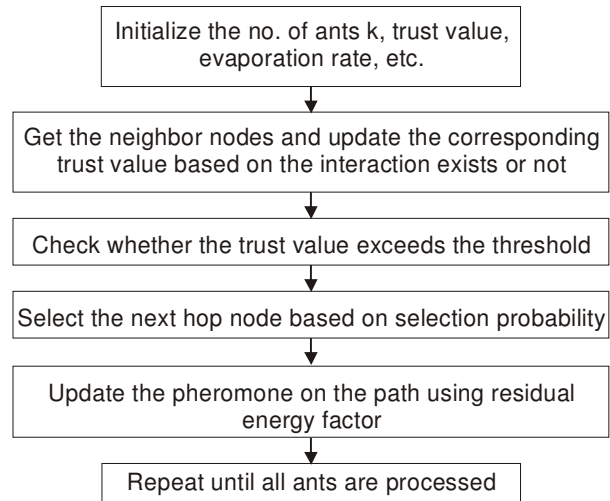 Initialize the no. of ants k, trust value,
evaporation rate, etc.
Get the neighbor nodes and update the corresponding
trust value based on the interaction exists or not
Check whether the trust value exceeds the threshold
Select the next hop node based on selection probability
Update the pheromone on the path using residual
energy factor
Repeat until all ants are processed